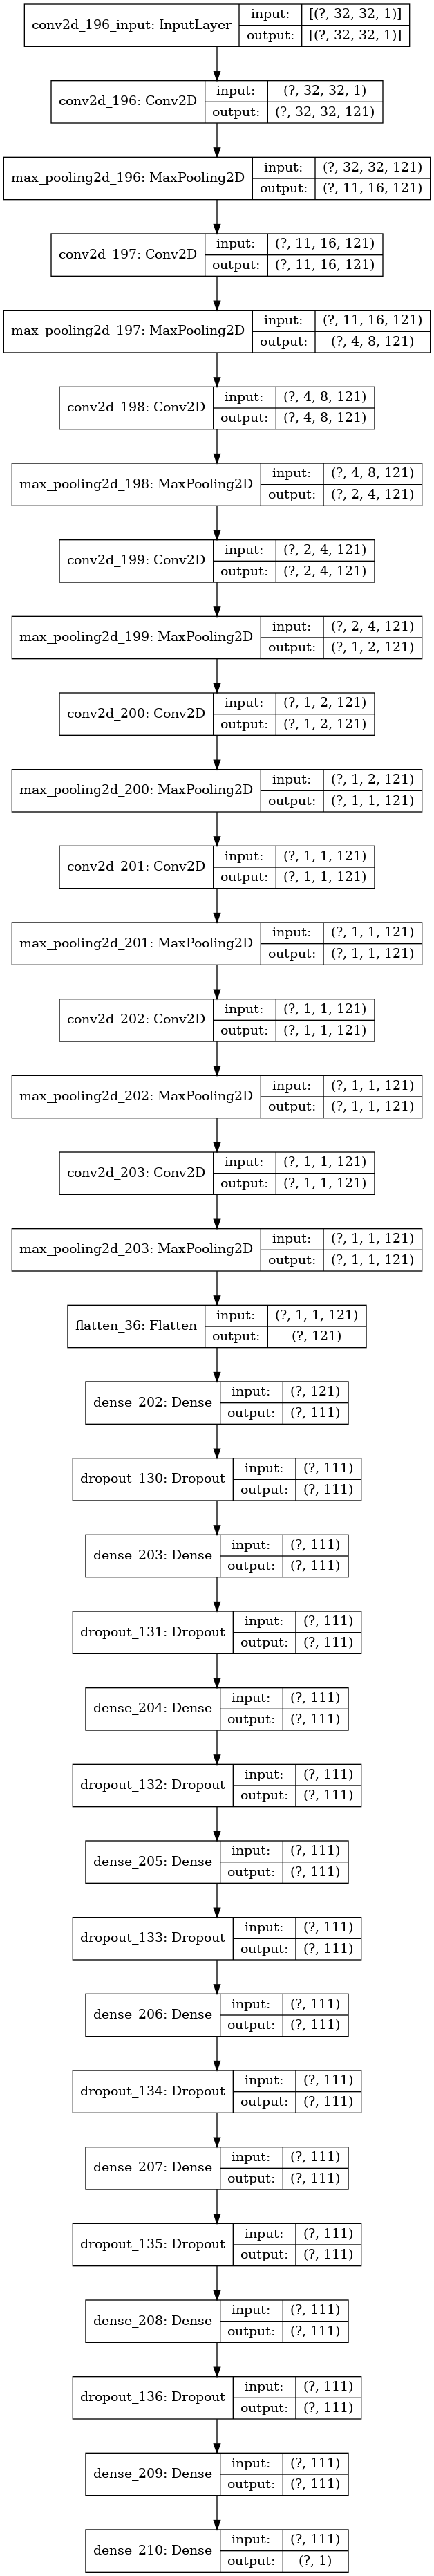 conv2d_196_input: InputLayer input: [(?, 32, 32, 1)]
output: [(?, 32, 32, 1)]
conv2d_196: Conv2D input: (?, 32, 32, 1)
output: (?, 32, 32, 121)
max_pooling2d_196: MaxPooling2D input: (?, 32, 32, 121)
output: (?, 11, 16, 121)
conv2d_197: Conv2D input: (?, 11, 16, 121)
output: (?, 11, 16, 121)
max_pooling2d_197: MaxPooling2D input: (?, 11, 16, 121)
output: (?, 4, 8, 121)
conv2d_198: Conv2D input: (?, 4, 8, 121)
output: (?, 4, 8, 121)
max_pooling2d_198: MaxPooling2D input: (?, 4, 8, 121)
output: (?, 2, 4, 121)
conv2d_199: Conv2D input: (?, 2, 4, 121)
output: (?, 2, 4, 121)
max_pooling2d_199: MaxPooling2D input: (?, 2, 4, 121)
output: (?, 1, 2, 121)
conv2d_200: Conv2D input: (?, 1, 2, 121)
output: (?, 1, 2, 121)
max_pooling2d_200: MaxPooling2D input: (?, 1, 2, 121)
output: (?, 1, 1, 121)
conv2d_201: Conv2D input: (?, 1, 1, 121)
output: (?, 1, 1, 121)
max_pooling2d_201: MaxPooling2D input: (?, 1, 1, 121)
output: (?, 1, 1, 121)
conv2d_202: Conv2D input: (?, 1, 1, 121)
output: (?, 1, 1, 121)
max_pooling2d_202: MaxPooling2D input: (?, 1, 1, 121)
output: (?, 1, 1, 121)
conv2d_203: Conv2D input: (?, 1, 1, 121)
output: (?, 1, 1, 121)
max_pooling2d_203: MaxPooling2D input: (?, 1, 1, 121)
output: (?, 1, 1, 121)
flatten_36: Flatten input: (?, 1, 1, 121)
output: (?, 121)
dense_202: Dense input: (?, 121)
output: (?, 111)
dropout_130: Dropout input: (?, 111)
output: (?, 111)
dense_203: Dense input: (?, 111)
output: (?, 111)
dropout_131: Dropout input: (?, 111)
output: (?, 111)
dense_204: Dense input: (?, 111)
output: (?, 111)
dropout_132: Dropout input: (?, 111)
output: (?, 111)
dense_205: Dense input: (?, 111)
output: (?, 111)
dropout_133: Dropout input: (?, 111)
output: (?, 111)
dense_206: Dense input: (?, 111)
output: (?, 111)
dropout_134: Dropout input: (?, 111)
output: (?, 111)
dense_207: Dense input: (?, 111)
output: (?, 111)
dropout_135: Dropout input: (?, 111)
output: (?, 111)
dense_208: Dense input: (?, 111)
output: (?, 111)
dropout_136: Dropout input: (?, 111)
output: (?, 111)
dense_209: Dense input: (?, 111)
output: (?, 111)
dense_210: Dense input: (?, 111)
output: (?, 1)